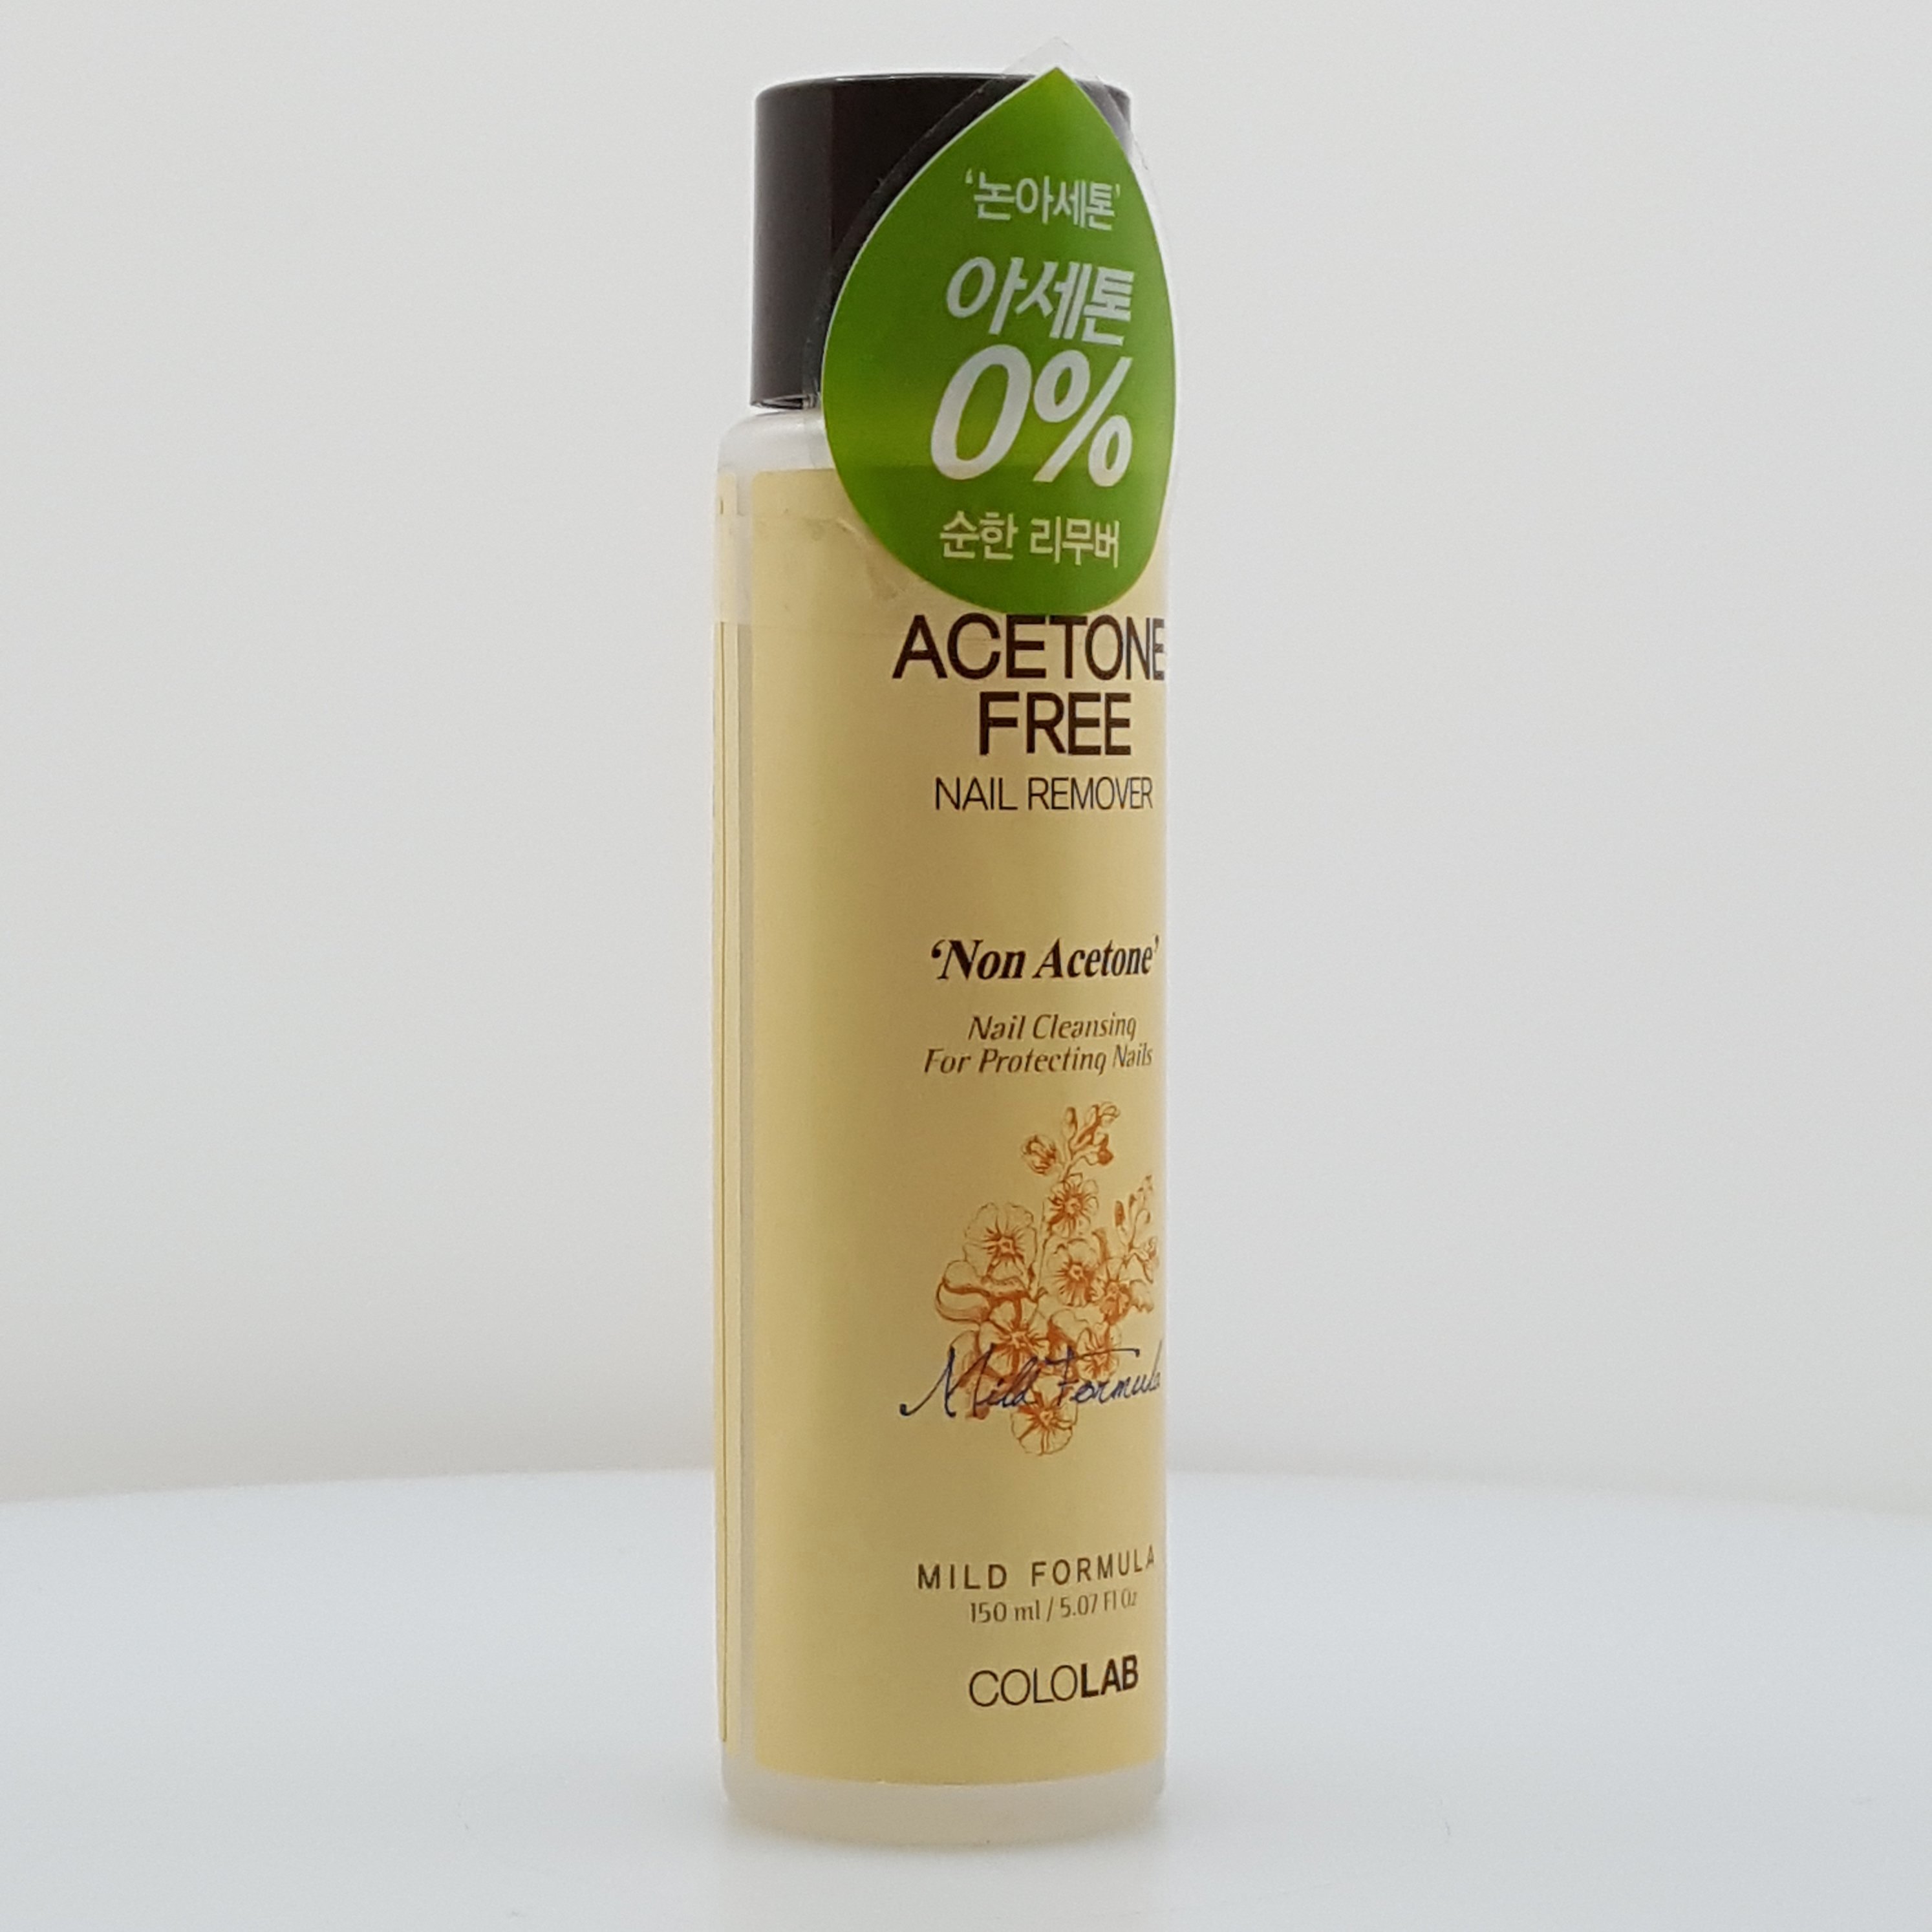 ‘논아세톤’
아세톤
0%
순한 리무버
ACETONE
FREE
NAIL REMOVER
‘Non Acetone’
Nail Cleansing
For Protecting Nails
Mild Formula
MILD FORMULA
150 ml / 5.07 Fl Oz
COLOLAB